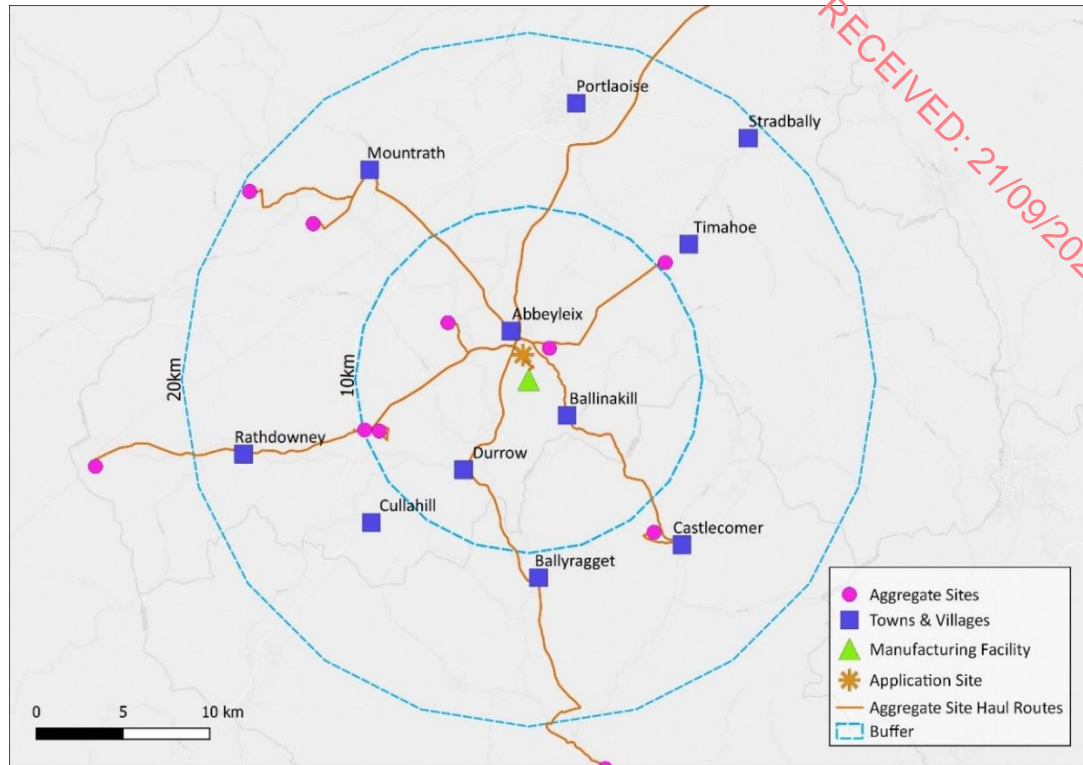 RECEIVED: 21/09/202
Portlaoise
Stradbally
Mountrath
Timahoe
Abbeyleix
20km
10km
Ballinakill
Rathdowney
Durrow
Cullahill
Castlecomer
Ballyragget
Aggregate Sites
Towns & Villages
Manufacturing Facility
Application Site
Aggregate Site Haul Routes
Buffer
0 5 10 km